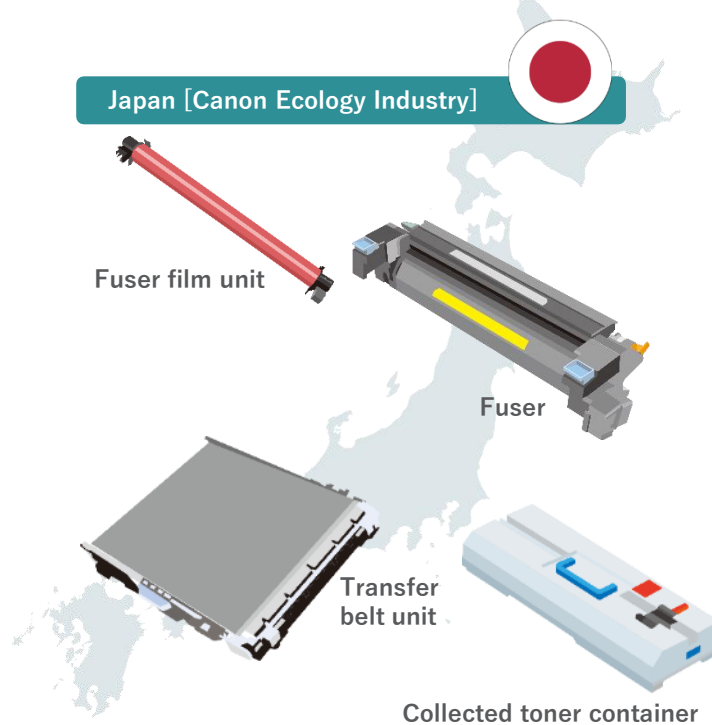 Japan [Canon Ecology Industry]
Fuser film unit
Fuser
Transfer
belt unit
Collected toner container